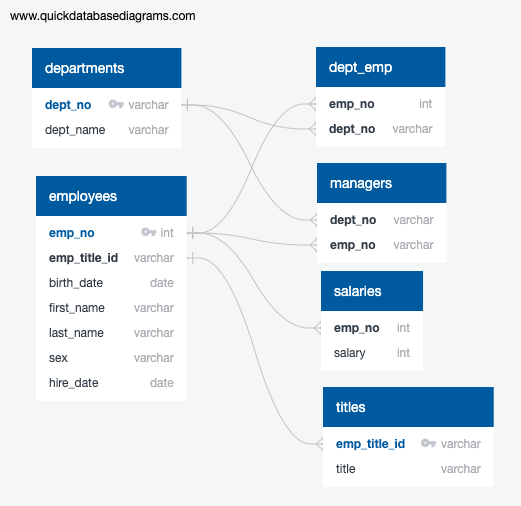 www.quickdatabasediagrams.com
departments
dept_no varchar
dept_name varchar
employees
emp_no int
emp_title_id varchar
birth_date date
first_name varchar
last_name varchar
sex varchar
hire_date date
dept_emp
emp_no int
dept_no varchar
managers
dept_no varchar
emp_no varchar
salaries
emp_no int
salary int
titles
emp_title_id varchar
title varchar